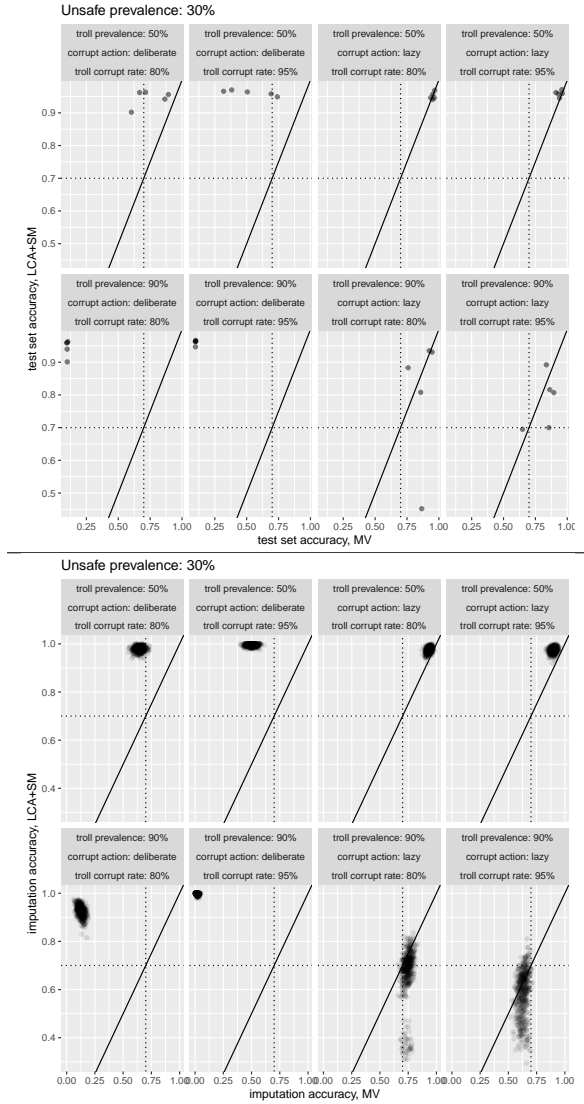 Unsafe prevalence: 30%
troll prevalence: 50%
corrupt action: deliberate
troll corrupt rate: 80%
troll prevalence: 50%
corrupt action: deliberate
troll corrupt rate: 95%
troll prevalence: 50%
corrupt action: lazy
troll corrupt rate: 80%
troll prevalence: 50%
corrupt action: lazy
troll corrupt rate: 95%
0.9
0.7
0.6
0.5
troll prevalence: 90%
corrupt action: deliberate
troll corrupt rate: 80%
troll prevalence: 90%
corrupt action: deliberate
troll corrupt rate: 95%
troll prevalence: 90%
corrupt action: lazy
troll corrupt rate: 80%
troll prevalence: 90%
corrupt action: lazy
troll corrupt rate: 95%
0.9
0.7
0.6
0.5
test set accuracy, LCA+SM
0.25 0.50 0.75 1.00 0.25 0.50 0.75 1.00 0.25 0.50 0.75 1.00 0.25 0.50 0.75 1.00
test set accuracy, MV
Unsafe prevalence: 30%
troll prevalence: 50%
corrupt action: deliberate
troll corrupt rate: 80%
troll prevalence: 50%
corrupt action: deliberate
troll corrupt rate: 95%
troll prevalence: 50%
corrupt action: lazy
troll corrupt rate: 80%
troll prevalence: 50%
corrupt action: lazy
troll corrupt rate: 95%
1.0
0.8
0.6
0.4
troll prevalence: 90%
corrupt action: deliberate
troll corrupt rate: 80%
troll prevalence: 90%
corrupt action: deliberate
troll corrupt rate: 95%
troll prevalence: 90%
corrupt action: lazy
troll corrupt rate: 80%
troll prevalence: 90%
corrupt action: lazy
troll corrupt rate: 95%
1.0
0.8
0.6
0.4
imputation accuracy, LCA+SM
0.00 0.25 0.50 0.75 1.00 0.00 0.25 0.50 0.75 1.00 0.00 0.25 0.50 0.75 1.00 0.00 0.25 0.50 0.75 1.00
imputation accuracy, MV